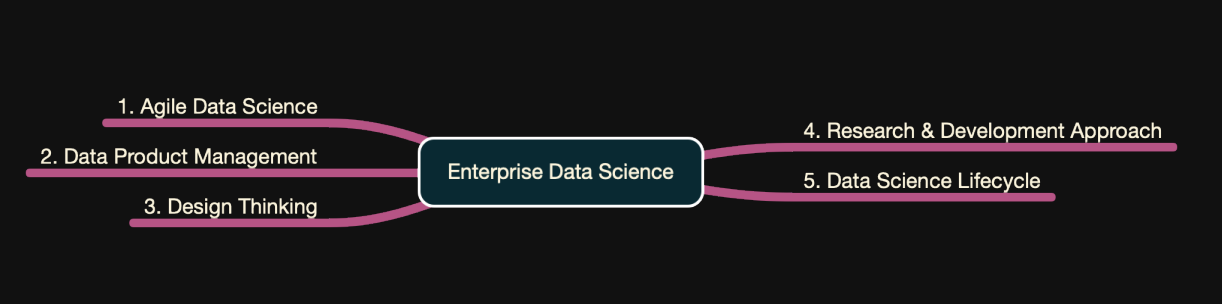 1. Agile Data Science
2. Data Product Management
3. Design Thinking
Enterprise Data Science
4. Research & Development Approach
5. Data Science Lifecycle